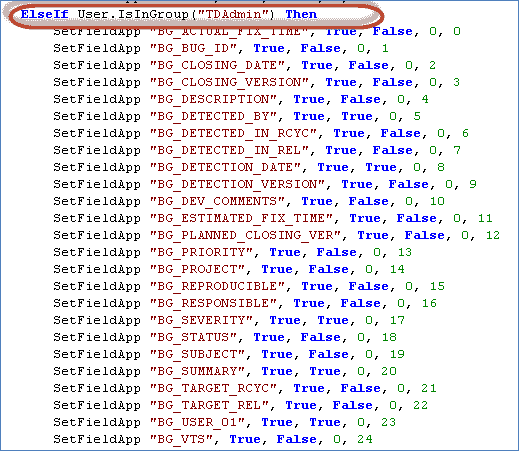 ElseIf User.IsInGroup("TDAdmin") Then
SetFieldApp "BG_ACTUAL_FIX_TIME", True, False, 0, 0
SetFieldApp "BG_BUG_ID", True, False, 0, 1
SetFieldApp "BG_CLOSING_DATE", True, False, 0, 2
SetFieldApp "BG_CLOSING_VERSION", True, False, 0, 3
SetFieldApp "BG_DESCRIPTION", True, False, 0, 4
SetFieldApp "BG_DETECTED_BY", True, True, 0, 5
SetFieldApp "BG_DETECTED_IN_RCYC", True, False, 0, 6
SetFieldApp "BG_DETECTED_IN_REL", True, False, 0, 7
SetFieldApp "BG_DETECTION_DATE", True, True, 0, 8
SetFieldApp "BG_DETECTION_VERSION", True, False, 0, 9
SetFieldApp "BG_DEV_COMMENTS", True, False, 0, 10
SetFieldApp "BG_ESTIMATED_FIX_TIME", True, False, 0, 11
SetFieldApp "BG_PLANNED_CLOSING_VER", True, False, 0, 12
SetFieldApp "BG_PRIORITY", True, False, 0, 13
SetFieldApp "BG_PROJECT", True, False, 0, 14
SetFieldApp "BG_REPRODUCIBLE", True, False, 0, 15
SetFieldApp "BG_RESPONSIBLE", True, False, 0, 16
SetFieldApp "BG_SEVERITY", True, True, 0, 17
SetFieldApp "BG_STATUS", True, False, 0, 18
SetFieldApp "BG_SUBJECT", True, False, 0, 19
SetFieldApp "BG_SUMMARY", True, True, 0, 20
SetFieldApp "BG_TARGET_RCYC", True, False, 0, 21
SetFieldApp "BG_TARGET_REL", True, False, 0, 22
SetFieldApp "BG_USER_01", True, True, 0, 23
SetFieldApp "BG_VTS", True, False, 0, 24